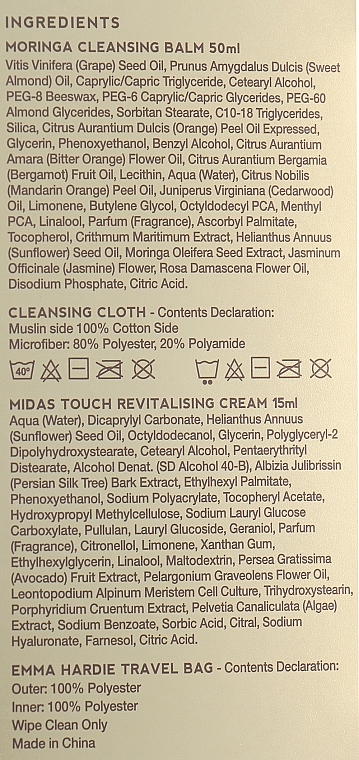 INGREDIENTS
MORINGA CLEANSING BALM 50ml
Vitis Vinifera (Grape) Seed Oil, Prunus Amygdalus Dulcis (Sweet
Almond) Oil, Caprylic/Capric Triglyceride, Cetearyl Alcohol,
PEG-8 Beeswax, PEG-6 Caprylic/Capric Glycerides, PEG-60
Almond Glycerides, Sorbitan Stearate, C10-18 Triglycerides,
Silica, Citrus Aurantium Dulcis (Orange) Peel Oil Expressed,
Glycerin, Phenoxyethanol, Benzyl Alcohol, Citrus Aurantium
Amara (Bitter Orange) Flower Oil, Citrus Aurantium Bergamia
(Bergamot) Fruit Oil, Lecithin, Aqua (Water), Citrus Nobilis
(Mandarin Orange) Peel Oil, Juniperus Virginiana (Cedarwood)
Oil, Limonene, Butylene Glycol, Octyldodecyl PCA, Menthyl
PCA, Linalool, Parfum (Fragrance), Ascorbyl Palmitate,
Tocopherol, Crithmum Maritimum Extract, Helianthus Annuus
(Sunflower) Seed Oil, Moringa Oleifera Seed Extract, Jasminum
Officinale (Jasmine) Flower, Rosa Damascena Flower Oil,
Disodium Phosphate, Citric Acid.
CLEANSING CLOTH - Contents Declaration:
Muslin side 100% Cotton Side
Microfiber: 80% Polyester, 20% Polyamide
40°
MIDAS TOUCH REVITALISING CREAM 15ml
Aqua (Water), Dicaprylyl Carbonate, Helianthus Annuus
(Sunflower) Seed Oil, Octyldodecanol, Glycerin, Polyglyceryl-2
Dipolyhydroxystearate, Cetearyl Alcohol, Pentaerythrityl
Distearate, Alcohol Denat. (SD Alcohol 40-B), Albizia Julibrissin
(Persian Silk Tree) Bark Extract, Ethylhexyl Palmitate,
Phenoxyethanol, Sodium Polyacrylate, Tocopheryl Acetate,
Hydroxypropyl Methylcellulose, Sodium Lauryl Glucose
Carboxylate, Pullulan, Lauryl Glucoside, Geraniol, Parfum
(Fragrance), Citronellol, Limonene, Xanthan Gum,
Ethylhexylglycerin, Linalool, Maltodextrin, Persea Gratissima
(Avocado) Fruit Extract, Pelargonium Graveolens Flower Oil,
Leontopodium Alpinum Meristem Cell Culture, Trihydroxystearin,
Porphyridium Cruentum Extract, Pelvetia Canaliculata (Algae)
Extract, Sodium Benzoate, Sorbic Acid, Citral, Sodium
Hyaluronate, Farnesol, Citric Acid.
EMMA HARDIE TRAVEL BAG - Contents Declaration:
Outer: 100% Polyester
Inner: 100% Polyester
Wipe Clean Only
Made in China